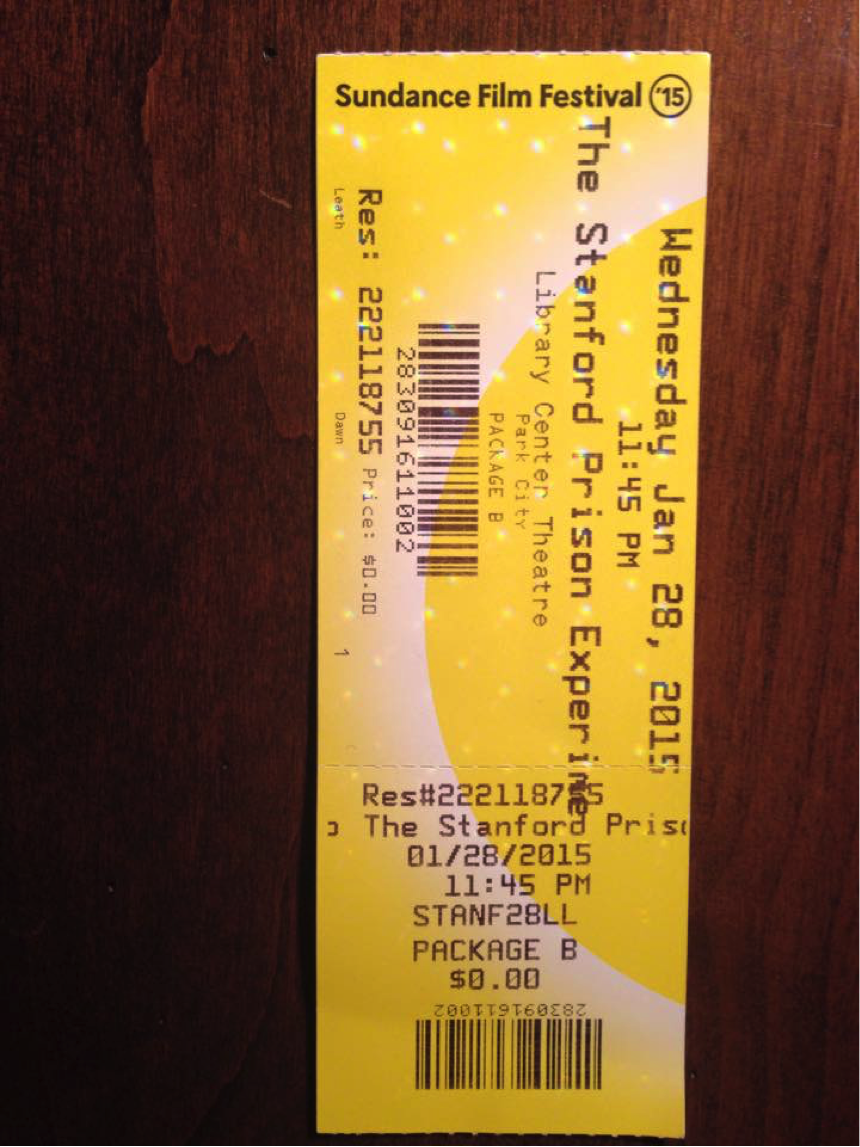 Sundance Film Festival '15
Wednesday Jan 28, 2015
11:45 PM
The Stanford Prison Experime
Library Center Theatre
Park City
PACKAGE B
283091611002
Res: 222118755 Price: $0.00
Leath Dawn 1
Res#222118755
The Stanford Pris
01/28/2015
11:45 PM
STANF28LL
PACKAGE B
$0.00
283091611002